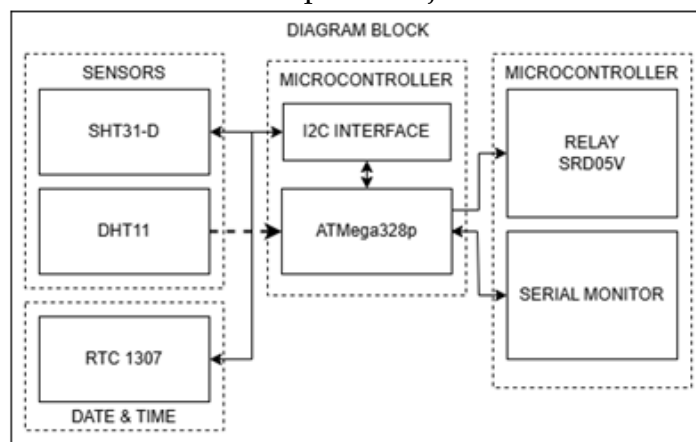 DIAGRAM BLOCK
SENSORS
SHT31-D
DHT11
RTC 1307
DATE & TIME
MICROCONTROLLER
I2C INTERFACE
ATMega328p
MICROCONTROLLER
RELAY
SRD05V
SERIAL MONITOR